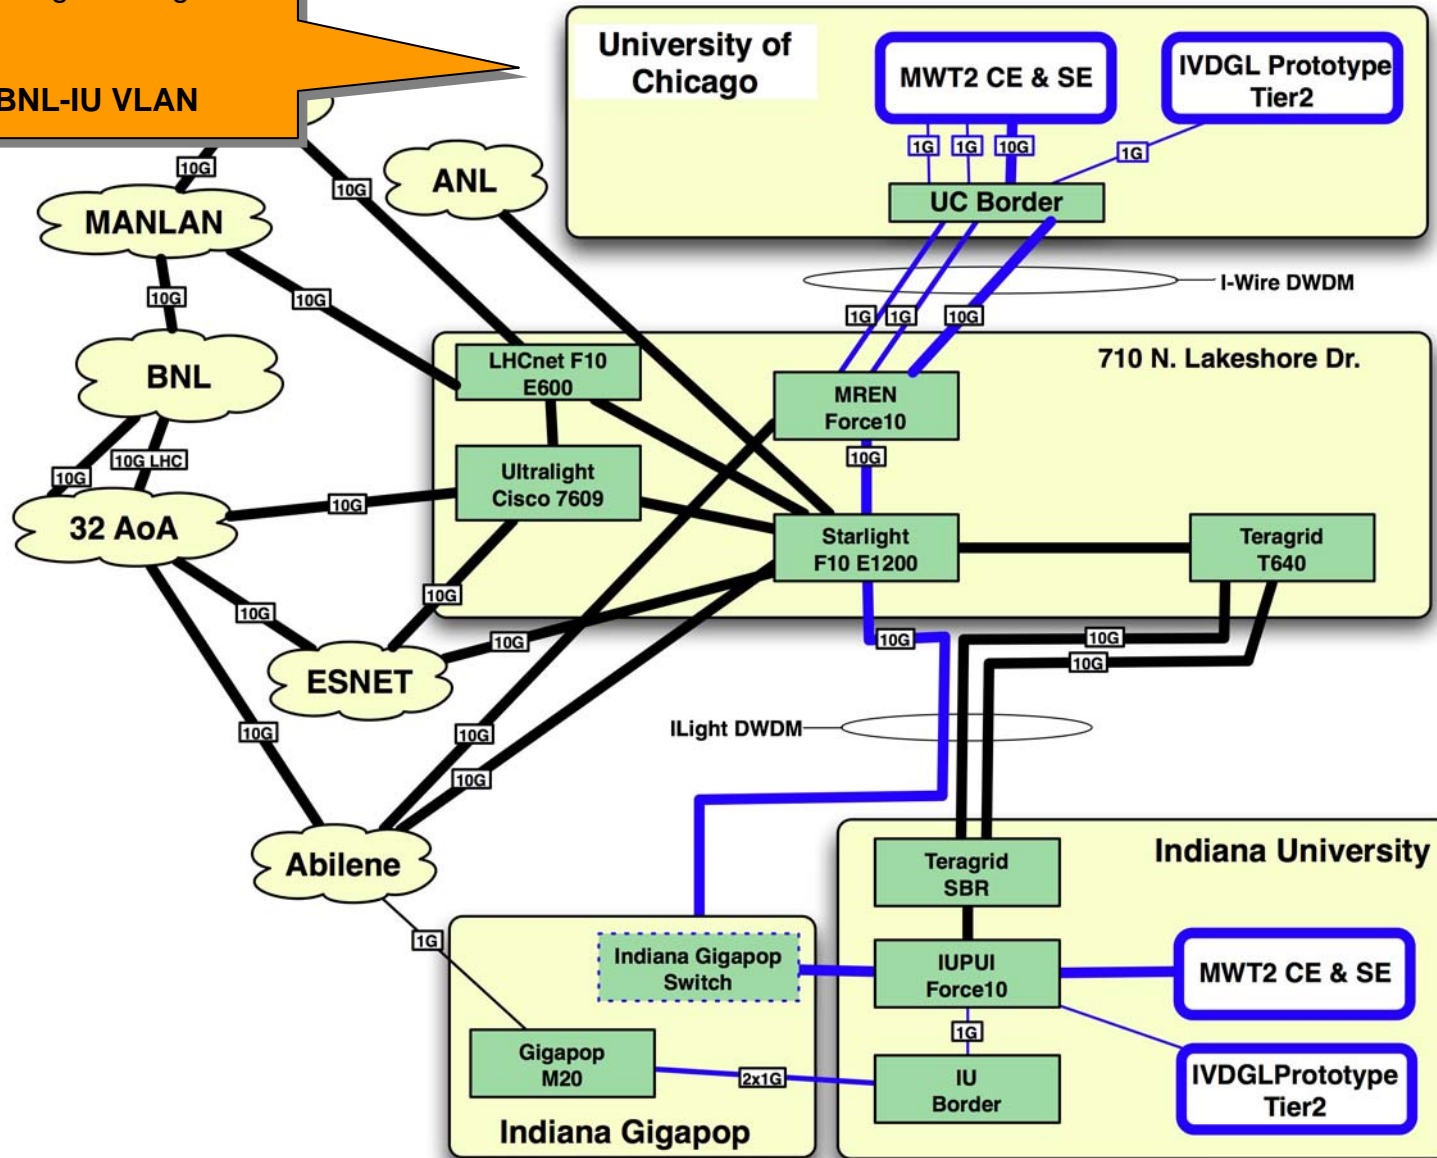 BNL-IU VLAN
University of
Chicago
MWT2 CE & SE
IVDGL Prototype
Tier2
1G
1G
10G
1G
UC Border
10G
10G
ANL
MANLAN
10G
10G
I-Wire DWDM
1G
1G
10G
BNL
LHCnet F10
E600
710 N. Lakeshore Dr.
MREN
Force10
10G
10G LHC
10G
Ultralight
Cisco 7609
10G
10G
32 AoA
Starlight
F10 E1200
Teragrid
T640
10G
10G
10G
10G
10G
10G
ESNET
ILight DWDM
10G
10G
10G
Abilene
Teragrid
SBR
Indiana University
1G
Indiana Gigapop
Switch
IUPUI
Force10
MWT2 CE & SE
1G
Gigapop
M20
2x1G
IU
Border
IVDGLPrototype
Tier2
Indiana Gigapop